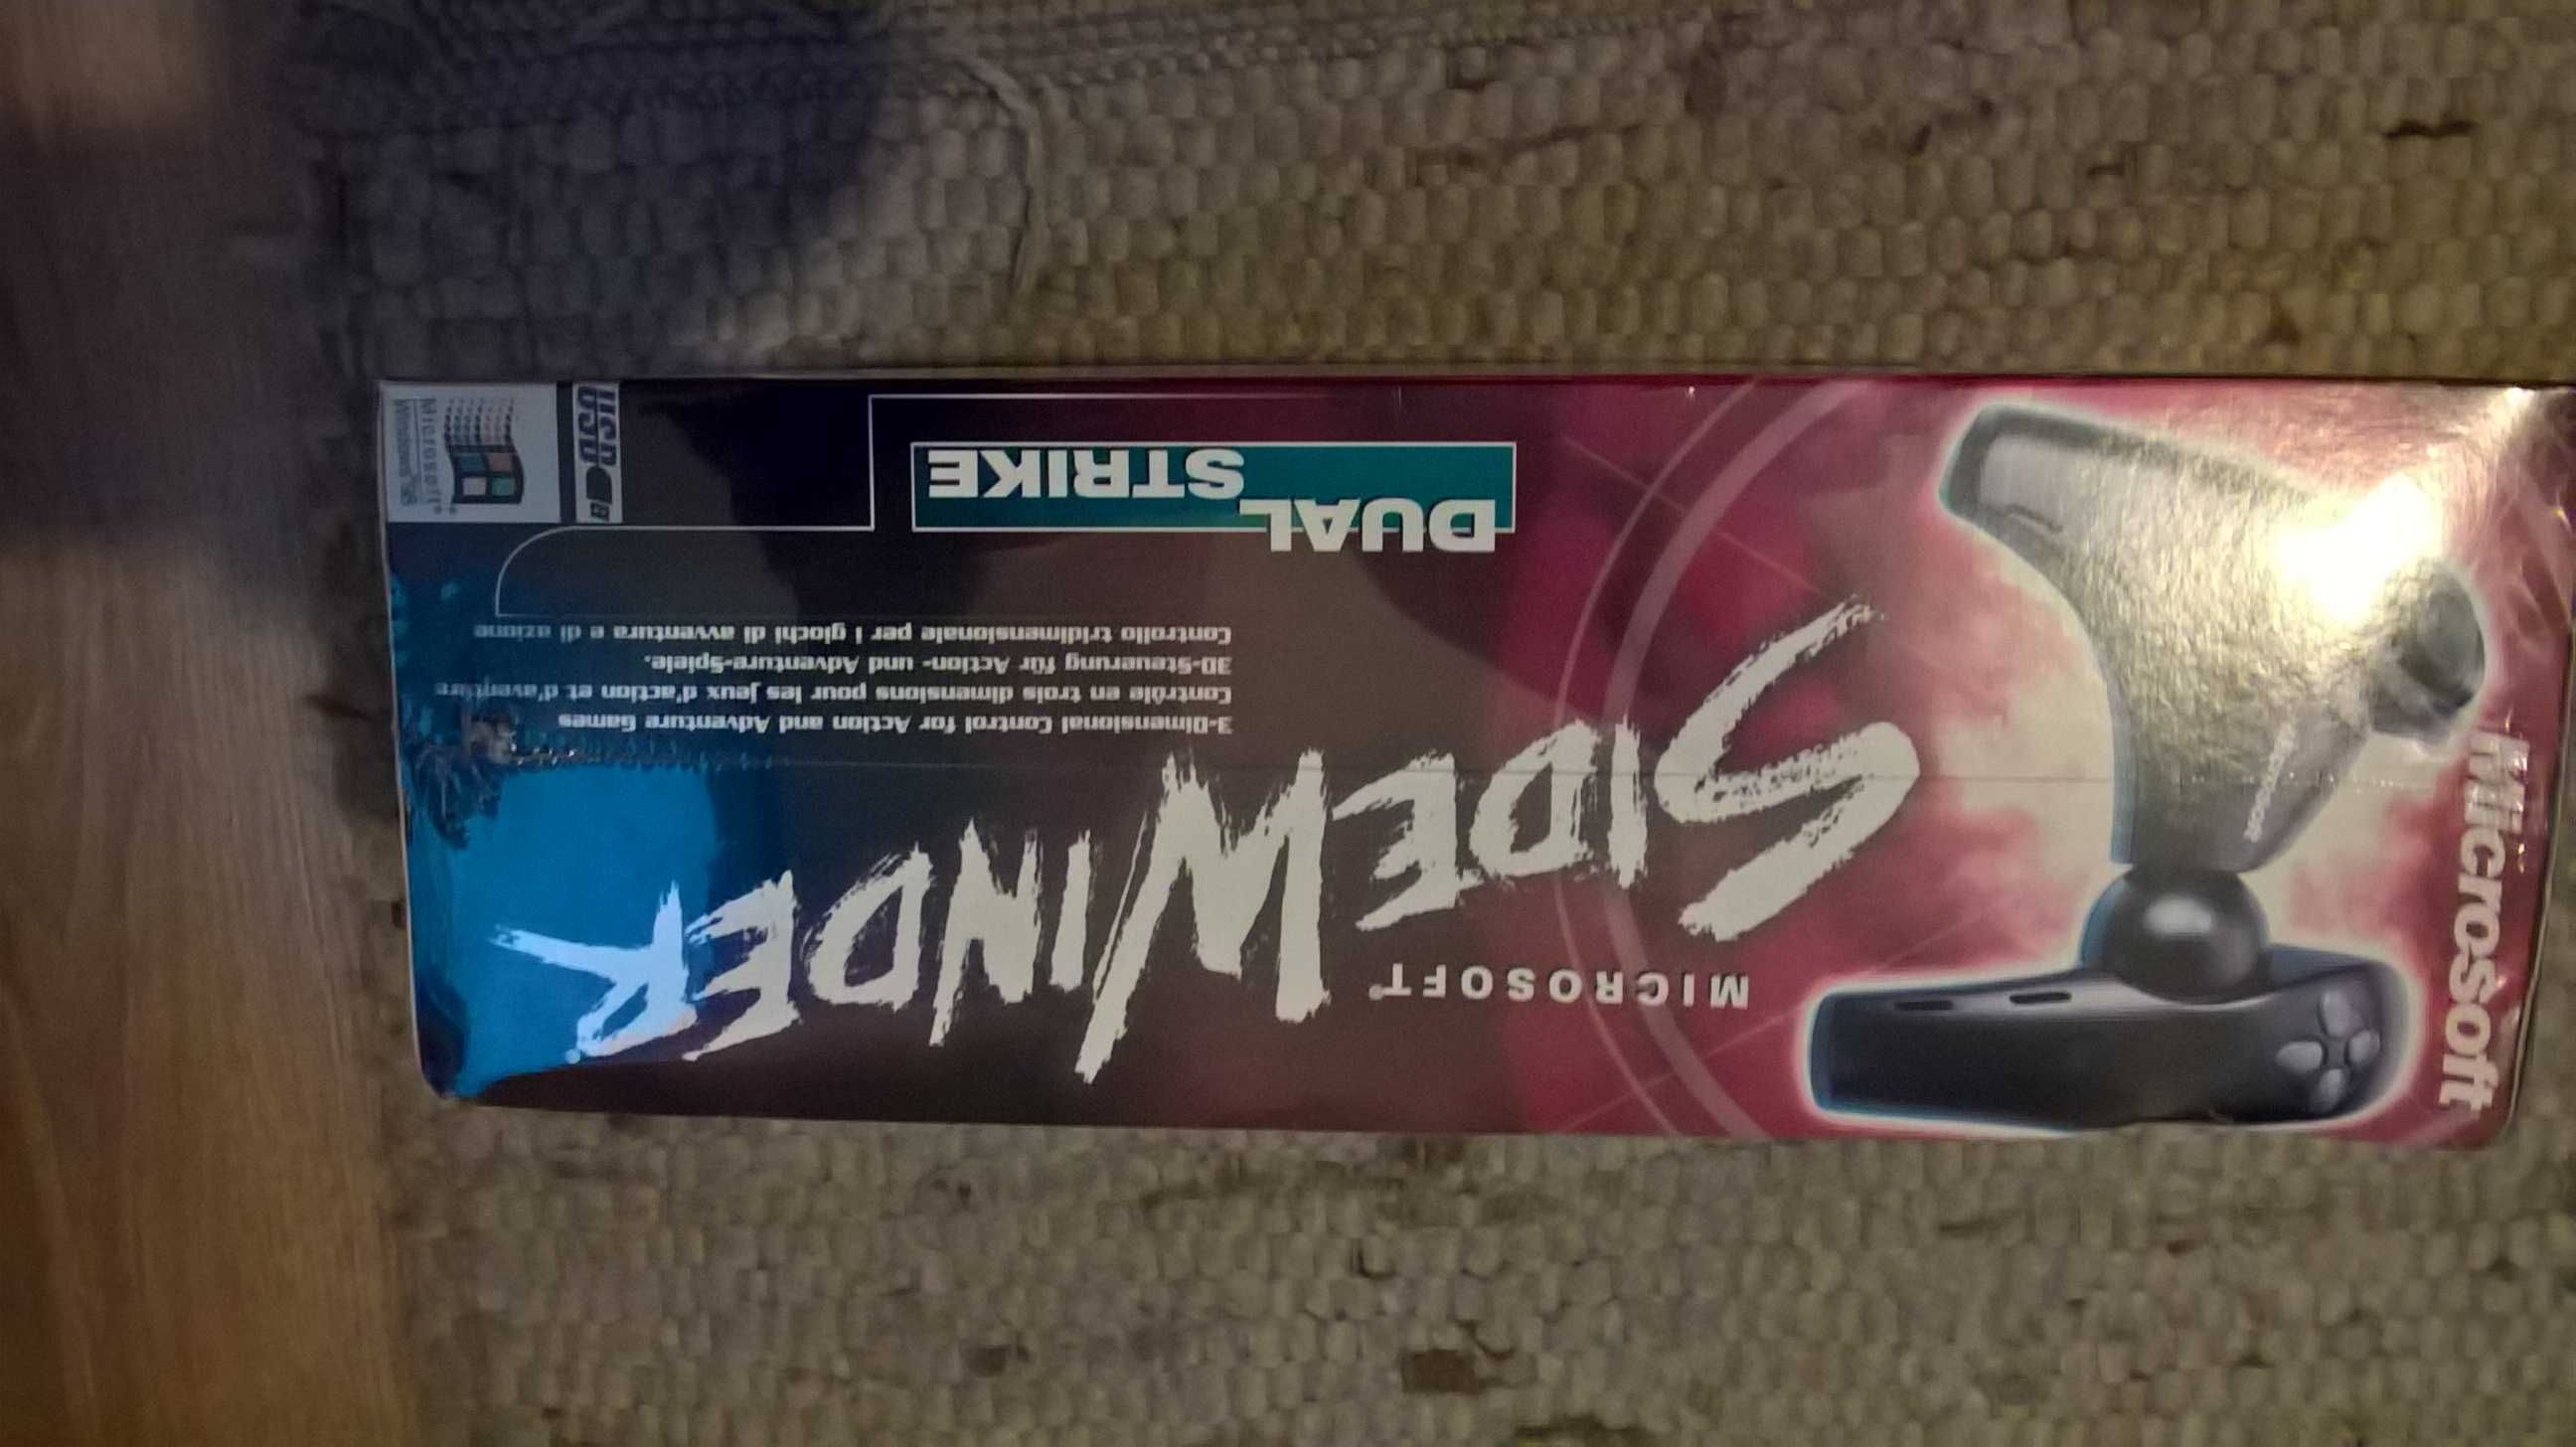 MICROSOFT®
SIDEWINDER®
3-Dimensional Control for Action and Adventure Games
Contrôle en trois dimensions pour les jeux d'action et d'aventure
3D-Steuerung für Action- und Adventure-Spiele.
Controllo tridimensionale per i giochi di avventura e di azione
DUAL
STRIKE
Microsoft
Microsoft®
USB